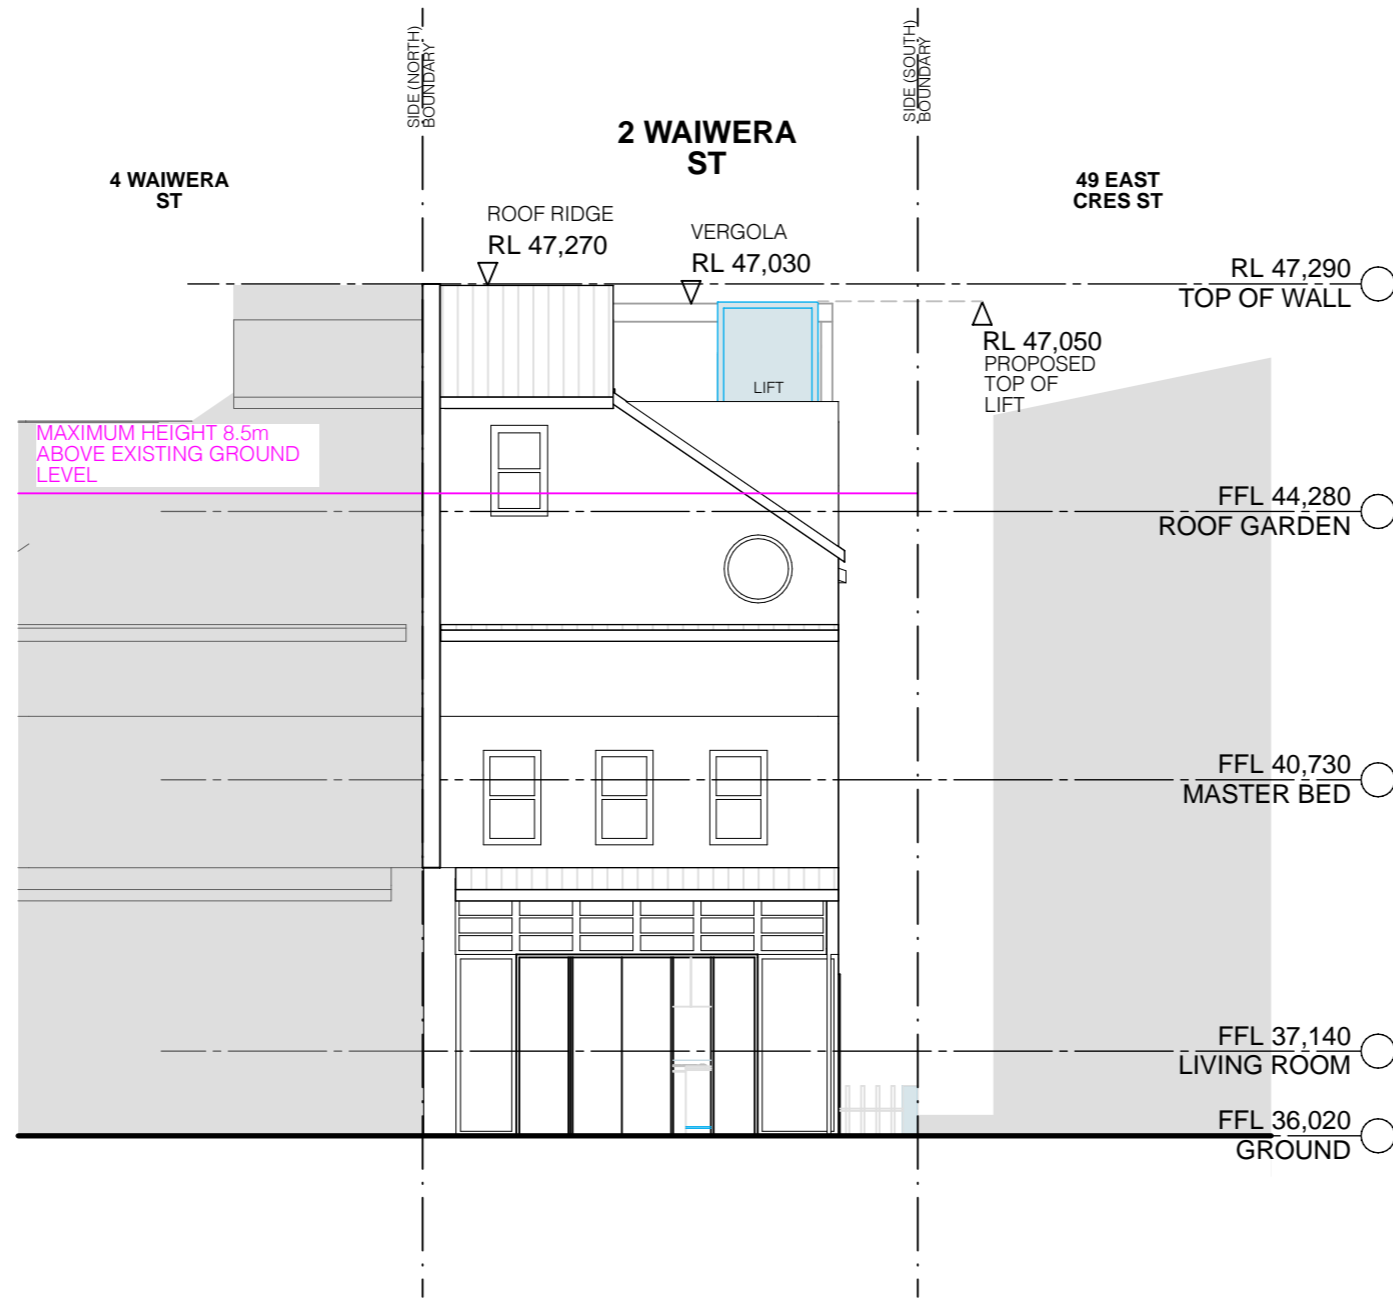 SIDE (NORTH)
BOUNDARY
SIDE (SOUTH)
BOUNDARY
2 WAIWERA
ST
4 WAIWERA
ST
49 EAST
CRES ST
ROOF RIDGE
RL 47,270
VERGOLA
RL 47,030
RL 47,290
TOP OF WALL
RL 47,050
PROPOSED
TOP OF
LIFT
LIFT
MAXIMUM HEIGHT 8.5m
ABOVE EXISTING GROUND
LEVEL
FFL 44,280
ROOF GARDEN
FFL 40,730
MASTER BED
FFL 37,140
LIVING ROOM
FFL 36,020
GROUND